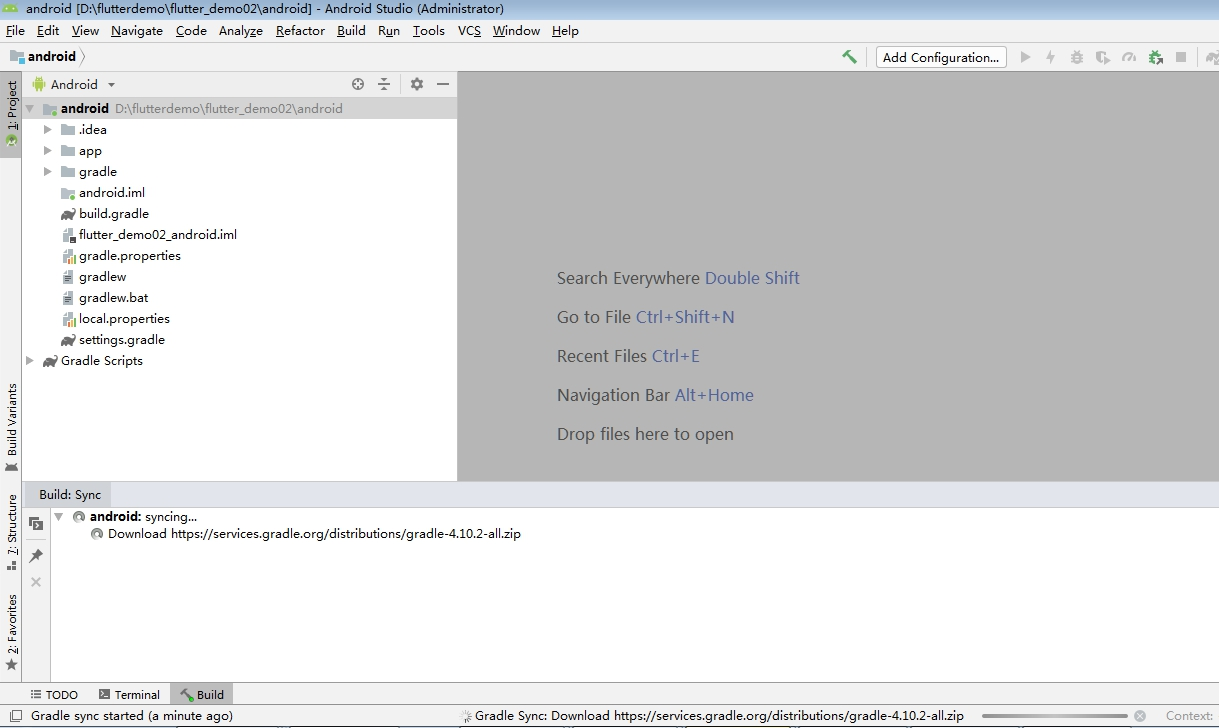 android [D:\flutterdemo\flutter_demo02\android] - Android Studio (Administrator)
File Edit View Navigate Code Analyze Refactor Build Run Tools VCS Window Help
android
Add Configuration...
1: Project
Android
android D:\flutterdemo\flutter_demo02\android
.idea
app
gradle
android.iml
build.gradle
flutter_demo02_android.iml
gradle.properties
gradlew
gradlew.bat
local.properties
settings.gradle
Gradle Scripts
Search Everywhere Double Shift
Go to File Ctrl+Shift+N
Recent Files Ctrl+E
Navigation Bar Alt+Home
Drop files here to open
Build Variants
7: Structure
2: Favorites
Build: Sync
android: syncing...
Download https://services.gradle.org/distributions/gradle-4.10.2-all.zip
TODO Terminal Build
Gradle sync started (a minute ago) Gradle Sync: Download https://services.gradle.org/distributions/gradle-4.10.2-all.zip Context: